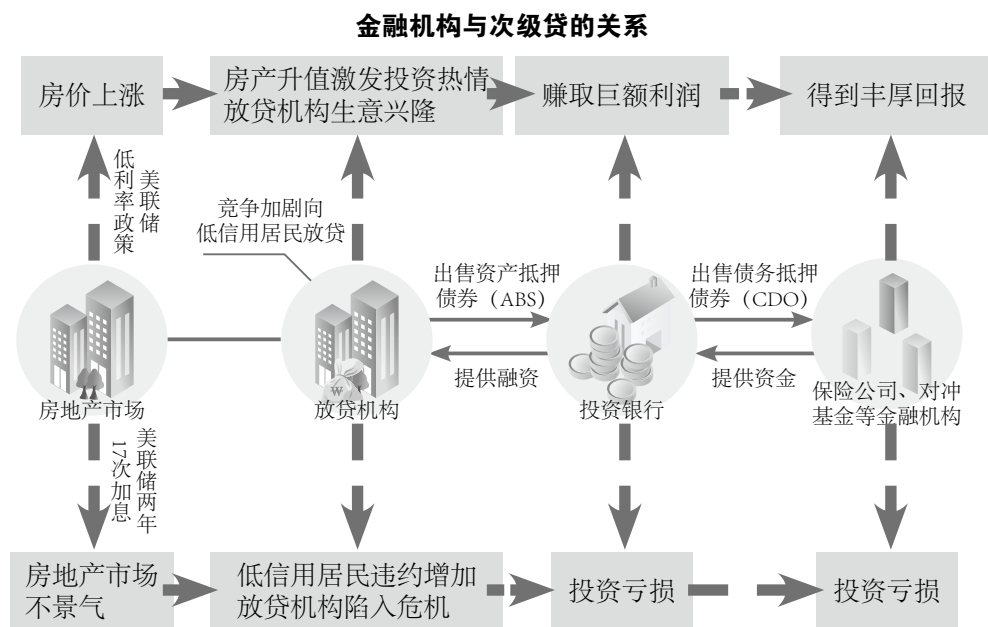 金融机构与次级贷的关系
房价上涨
房产升值激发投资热情
放贷机构生意兴隆
赚取巨额利润
得到丰厚回报
美联储
低利率政策
竞争加剧向
低信用居民放贷
出售资产抵押
债券（ABS）
出售债务抵押
债券（CDO）
提供融资
提供资金
W
房地产市场
放贷机构
投资银行
保险公司、对冲
基金等金融机构
美联储两年
17次加息
房地产市场
不景气
低信用居民违约增加
放贷机构陷入危机
投资亏损
投资亏损